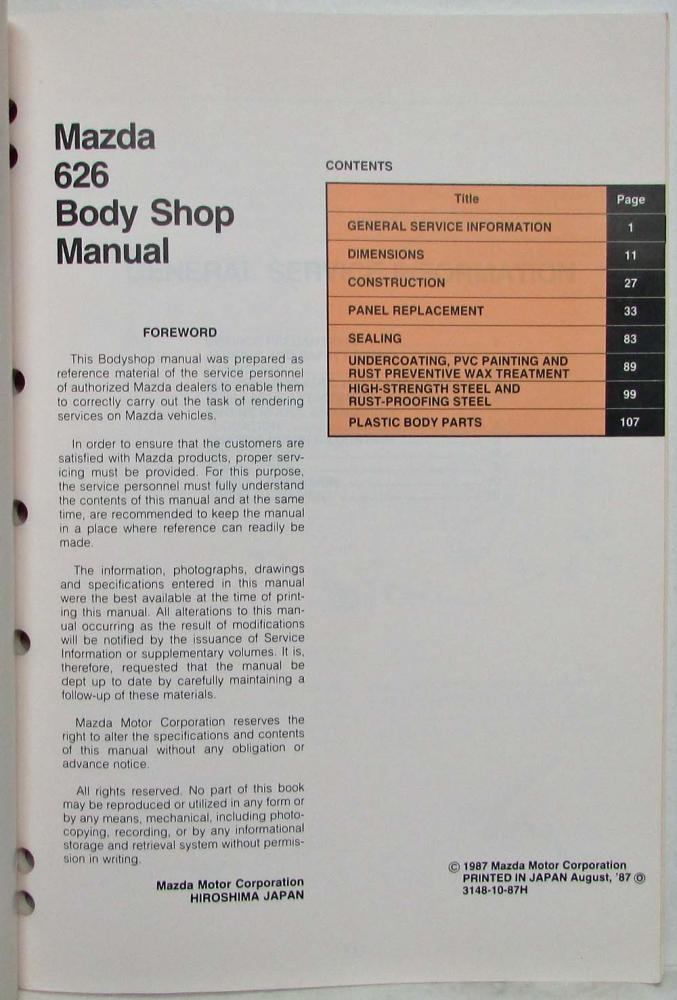 Mazda
626
Body Shop
Manual
FOREWORD
This Bodyshop manual was prepared as
reference material of the service personnel
of authorized Mazda dealers to enable them
to correctly carry out the task of rendering
services on Mazda vehicles.
In order to ensure that the customers are
satisfied with Mazda products, proper serv-
icing must be provided. For this purpose,
the service personnel must fully understand
the contents of this manual and at the same
time, are recommended to keep the manual
in a place where reference can readily be
made.
The information, photographs, drawings
and specifications entered in this manual
were the best available at the time of print-
ing this manual. All alterations to this man-
ual occurring as the result of modifications
will be notified by the issuance of Service
Information or supplementary volumes. It is,
therefore, requested that the manual be
dept up to date by carefully maintaining a
follow-up of these materials.
Mazda Motor Corporation reserves the
right to alter the specifications and contents
of this manual without any obligation or
advance notice.
All rights reserved. No part of this book
may be reproduced or utilized in any form or
by any means, mechanical, including photo-
copying, recording, or by any informational
storage and retrieval system without permis-
sion in writing.
Mazda Motor Corporation
HIROSHIMA JAPAN
CONTENTS
Title Page
GENERAL SERVICE INFORMATION 1
DIMENSIONS 11
CONSTRUCTION 27
PANEL REPLACEMENT 33
SEALING 83
UNDERCOATING, PVC PAINTING AND
RUST PREVENTIVE WAX TREATMENT 89
HIGH-STRENGTH STEEL AND
RUST-PROOFING STEEL 99
PLASTIC BODY PARTS 107
© 1987 Mazda Motor Corporation
PRINTED IN JAPAN August, '87
3148-10-87H